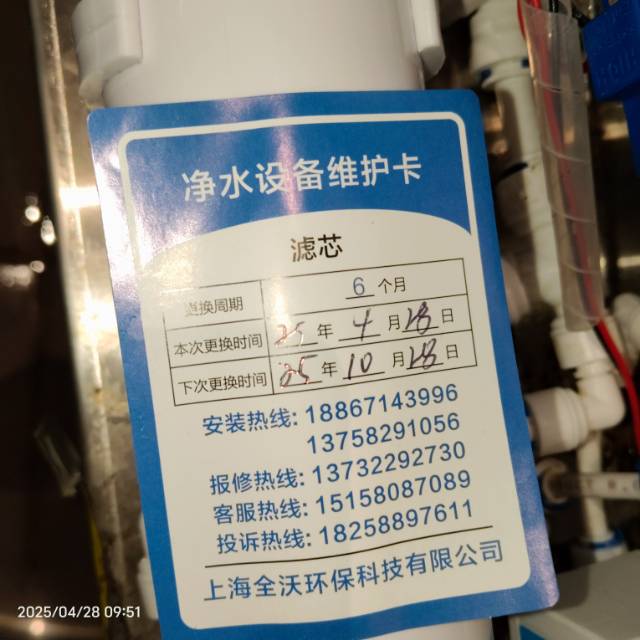 净水设备维护卡
滤芯
更换周期 6 个月
本次更换时间 25 年 4 月 28 日
下次更换时间 25 年 10 月 28 日
安装热线: 18867143996
13758291056
报修热线: 13732292730
客服热线: 15158087089
投诉热线: 18258897611
上海全沃环保科技有限公司
2025/04/28 09:51